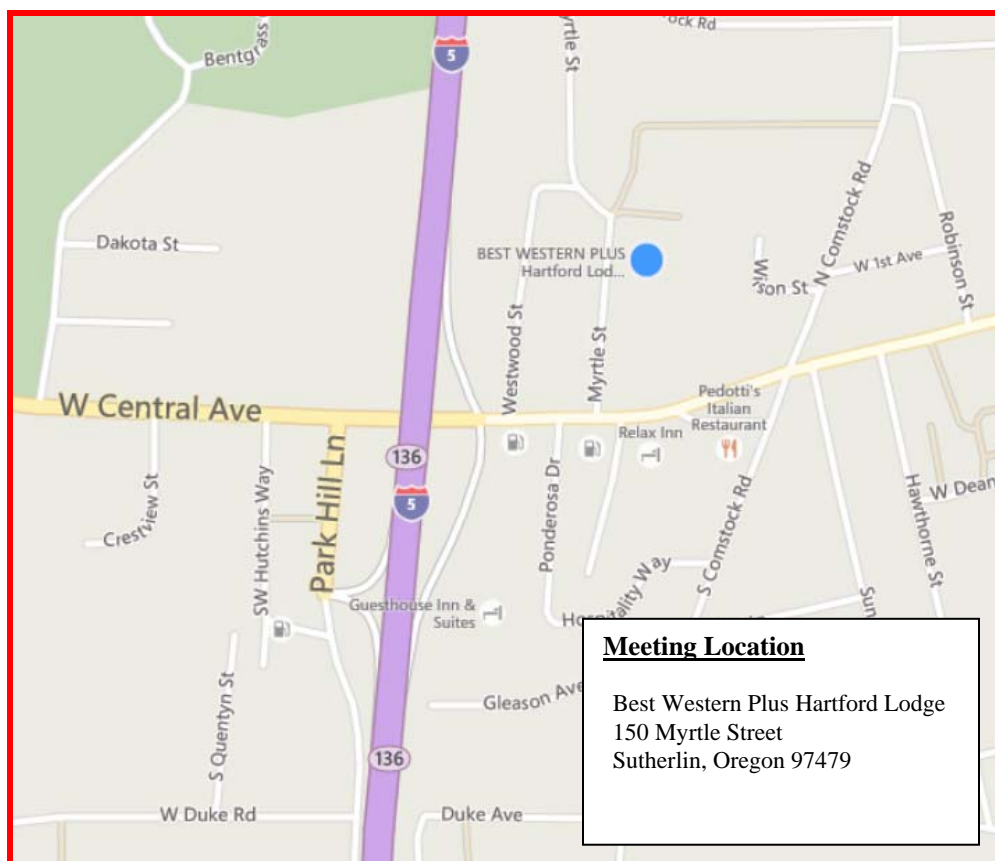 Bentgrass
5
Myrtle St
ock Rd
Dakota St
BEST WESTERN PLUS
Hartford Lod...
N Comstock Rd
Robinson St
W 1st Ave
Wilson St
Westwood St
Myrtle St
W Central Ave
Pedotti's
Italian
Restaurant
Relax Inn
136
5
Park Hill Ln
SW Hutchins Way
Crestview St
Ponderosa Dr
S Comstock Rd
Hawthorne St
W Dean
Hospitality Way
Guesthouse Inn &
Suites
Sun
Gleason Ave
S Quentyn St
136
W Duke Rd
Duke Ave
Meeting Location
Best Western Plus Hartford Lodge
150 Myrtle Street
Sutherlin, Oregon 97479